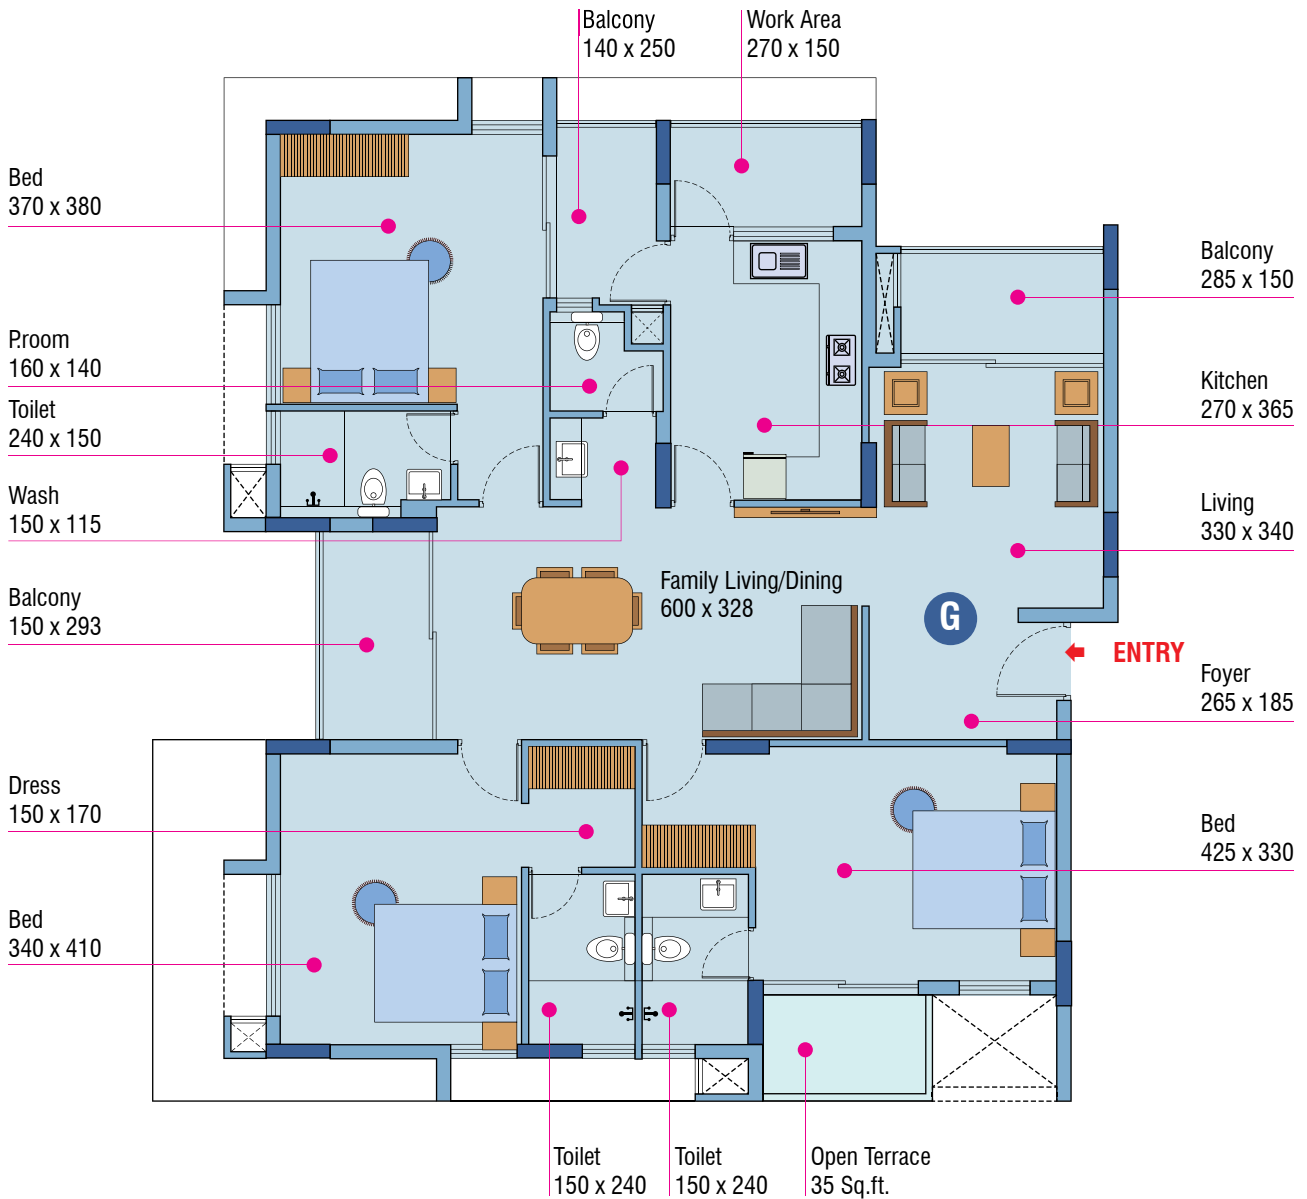 Balcony
140 x 250
Work Area
270 x 150
Bed
370 x 380
Balcony
285 x 150
P.room
160 x 140
Kitchen
270 x 365
Toilet
240 x 150
Wash
150 x 115
Living
330 x 340
Family Living/Dining
600 x 328
Balcony
150 x 293
G
ENTRY
Foyer
265 x 185
Dress
150 x 170
Bed
425 x 330
Bed
340 x 410
Toilet
150 x 240
Toilet
150 x 240
Open Terrace
35 Sq.ft.